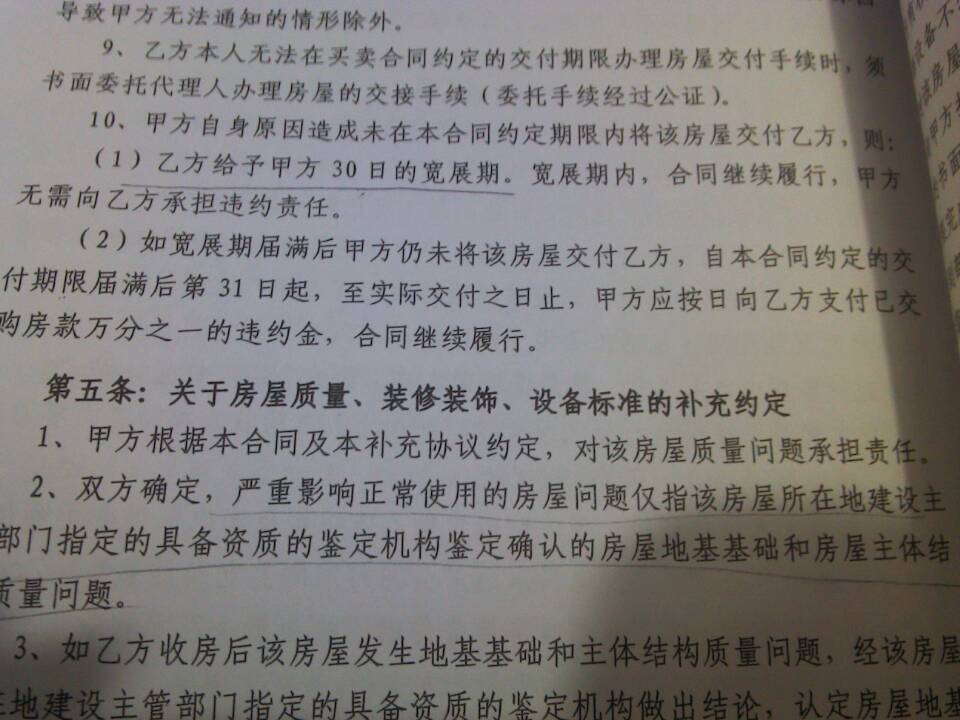 导致甲方无法通知的情形除外。
9、乙方本人无法在买卖合同约定的交付期限办理房屋交付手续时，须
书面委托代理人办理房屋的交接手续（委托手续经过公证）。
10、甲方自身原因造成未在本合同约定期限内将该房屋交付乙方，则：
（1）乙方给予甲方 30 日的宽展期。宽展期内，合同继续履行，甲方
无需向乙方承担违约责任。
（2）如宽展期届满后甲方仍未将该房屋交付乙方，自本合同约定的交
付期限届满后第 31 日起，至实际交付之日止，甲方应按日向乙方支付已交
购房款万分之一的违约金，合同继续履行。
第五条：关于房屋质量、装修装饰、设备标准的补充约定
1、甲方根据本合同及本补充协议约定，对该房屋质量问题承担责任。
2、双方确定，严重影响正常使用的房屋问题仅指该房屋所在地建设主
部门指定的具备资质的鉴定机构鉴定确认的房屋地基基础和房屋主体结
质量问题。
3、如乙方收房后该房屋发生地基基础和主体结构质量问题，经该房屋
在地建设主管部门指定的具备资质的鉴定机构做出结论，认定房屋地基
设备不
该房屋
甲方
书面